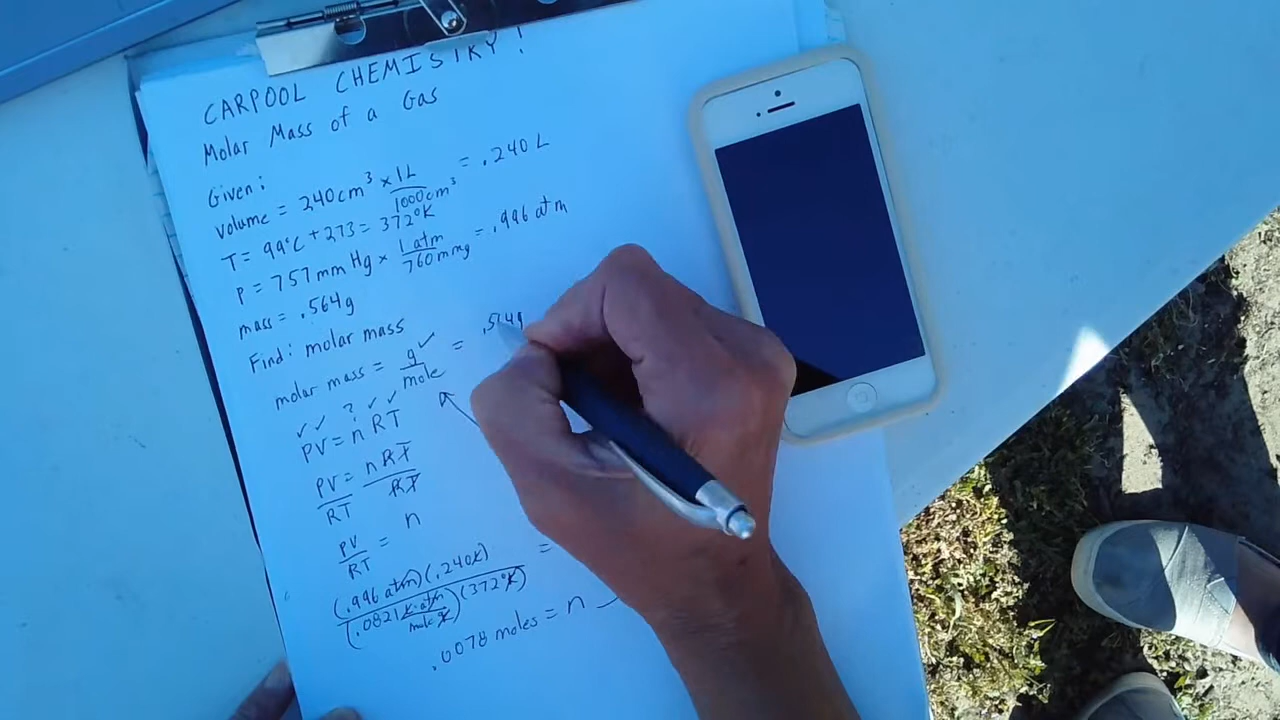 CARPOOL CHEMISTRY!
Molar Mass of a Gas
Given:
volume = 240cm³ × 1L/1000cm³ = .240 L
T = 99°C + 273 = 372°K
P = 757 mm Hg × 1 atm/760 mmHg = .996 atm
mass = .564g
Find: molar mass
molar mass = g✓/mole = .564g
✓ ✓ ? ✓ ✓
PV = nRT
PV/RT = nRT/RT
PV/RT = n
(.996 atm)(.240L)/(.0821 L·atm/mole·K)(372°K) =
.0078 moles = n